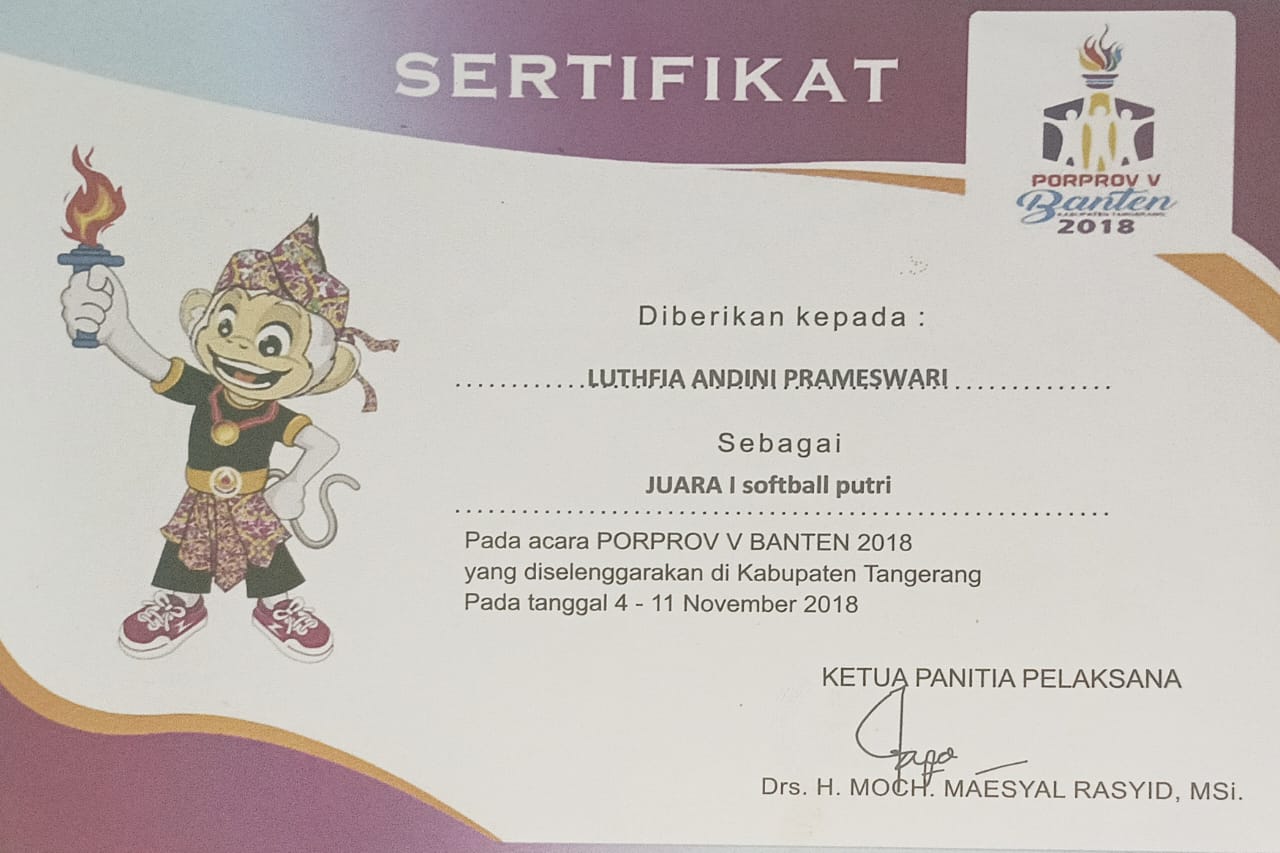 SERTIFIKAT
PORPROV V
Banten
KABUPATEN TANGERANG
2018
Diberikan kepada :
LUTHFIA ANDINI PRAMESWARI
Sebagai
JUARA I softball putri
Pada acara PORPROV V BANTEN 2018
yang diselenggarakan di Kabupaten Tangerang
Pada tanggal 4 - 11 November 2018
KETUA PANITIA PELAKSANA
Drs. H. MOCH. MAESYAL RASYID, MSi.